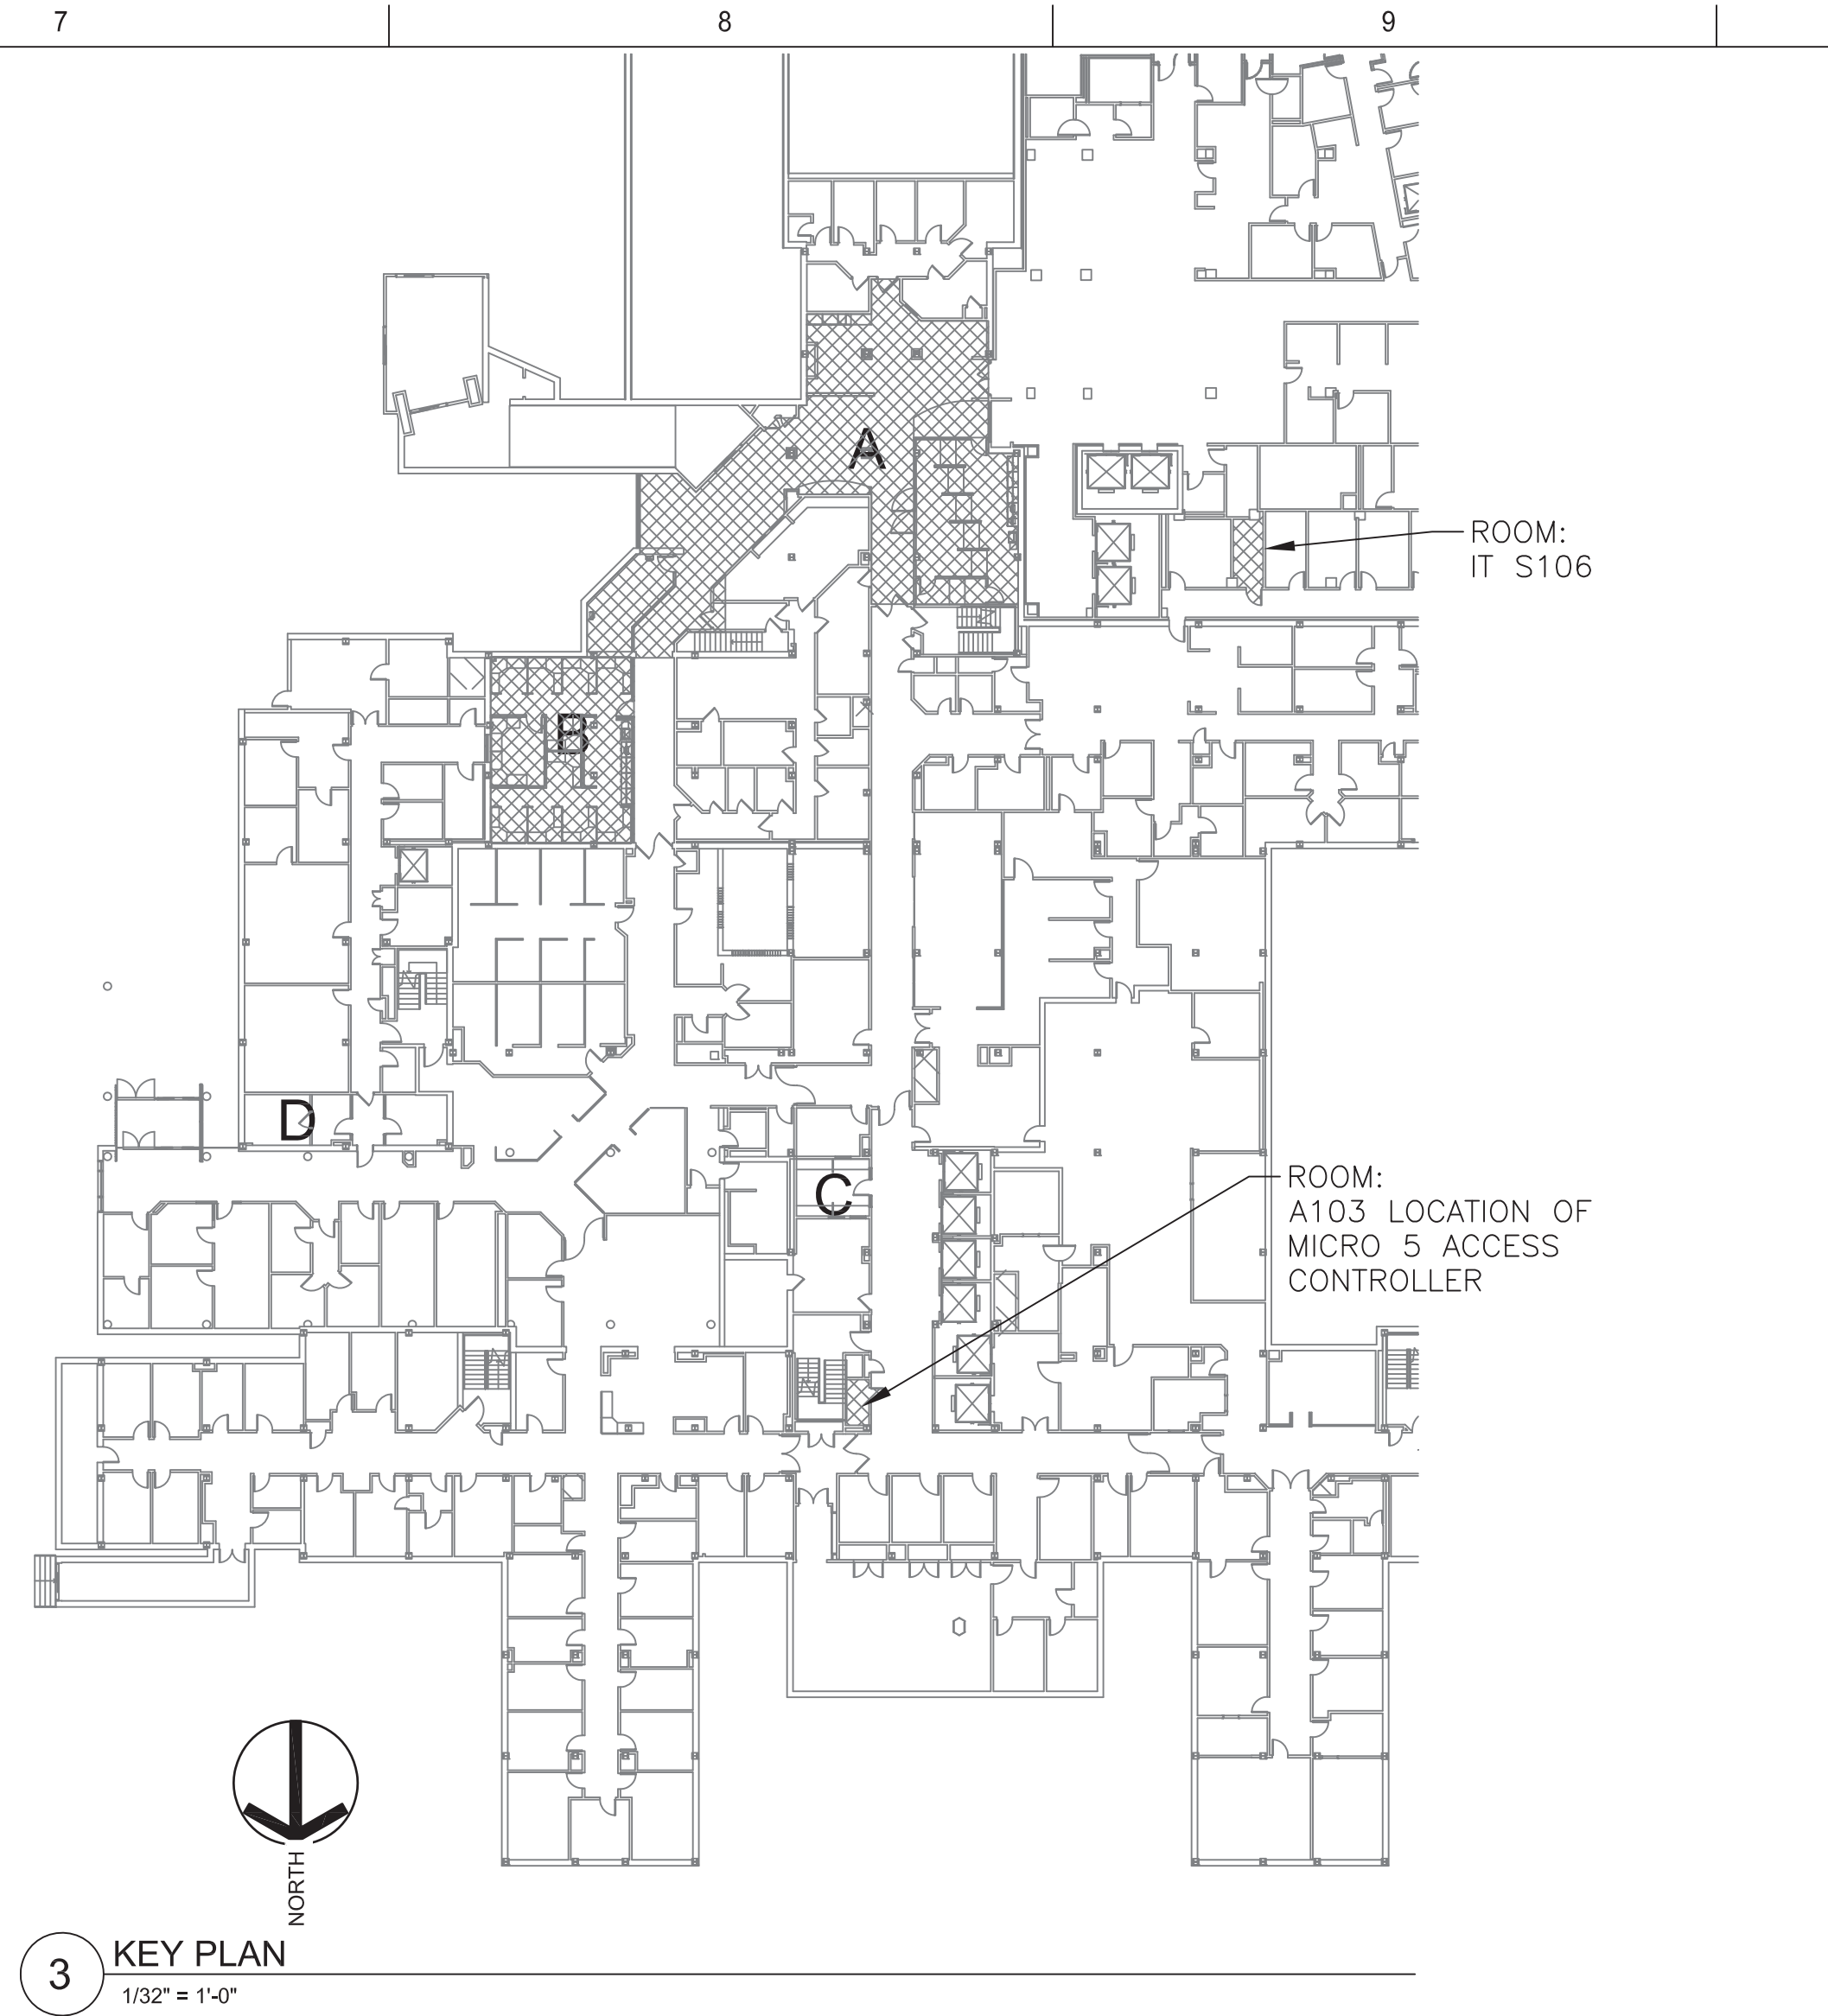 7
8
9
A
ROOM:
IT S106
B
D
C
ROOM:
A103 LOCATION OF
MICRO 5 ACCESS
CONTROLLER
NORTH
3
KEY PLAN
1/32" = 1'-0"